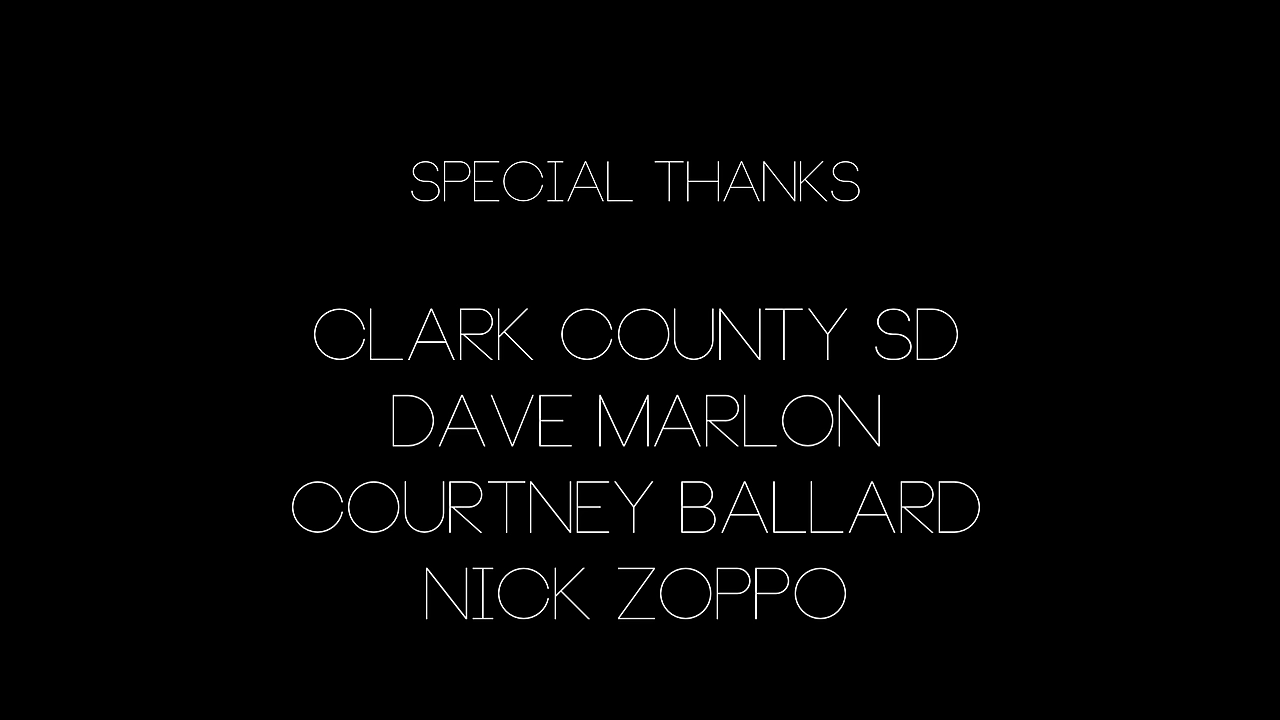 SPECIAL THANKS
CLARK COUNTY SD
DAVE MARLON
COURTNEY BALLARD
NICK ZOPPO